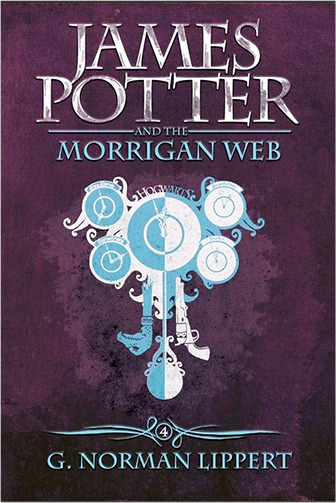 JAMES
POTTER
AND THE
MORRIGAN WEB
HOGWARTS
4
G. NORMAN LIPPERT